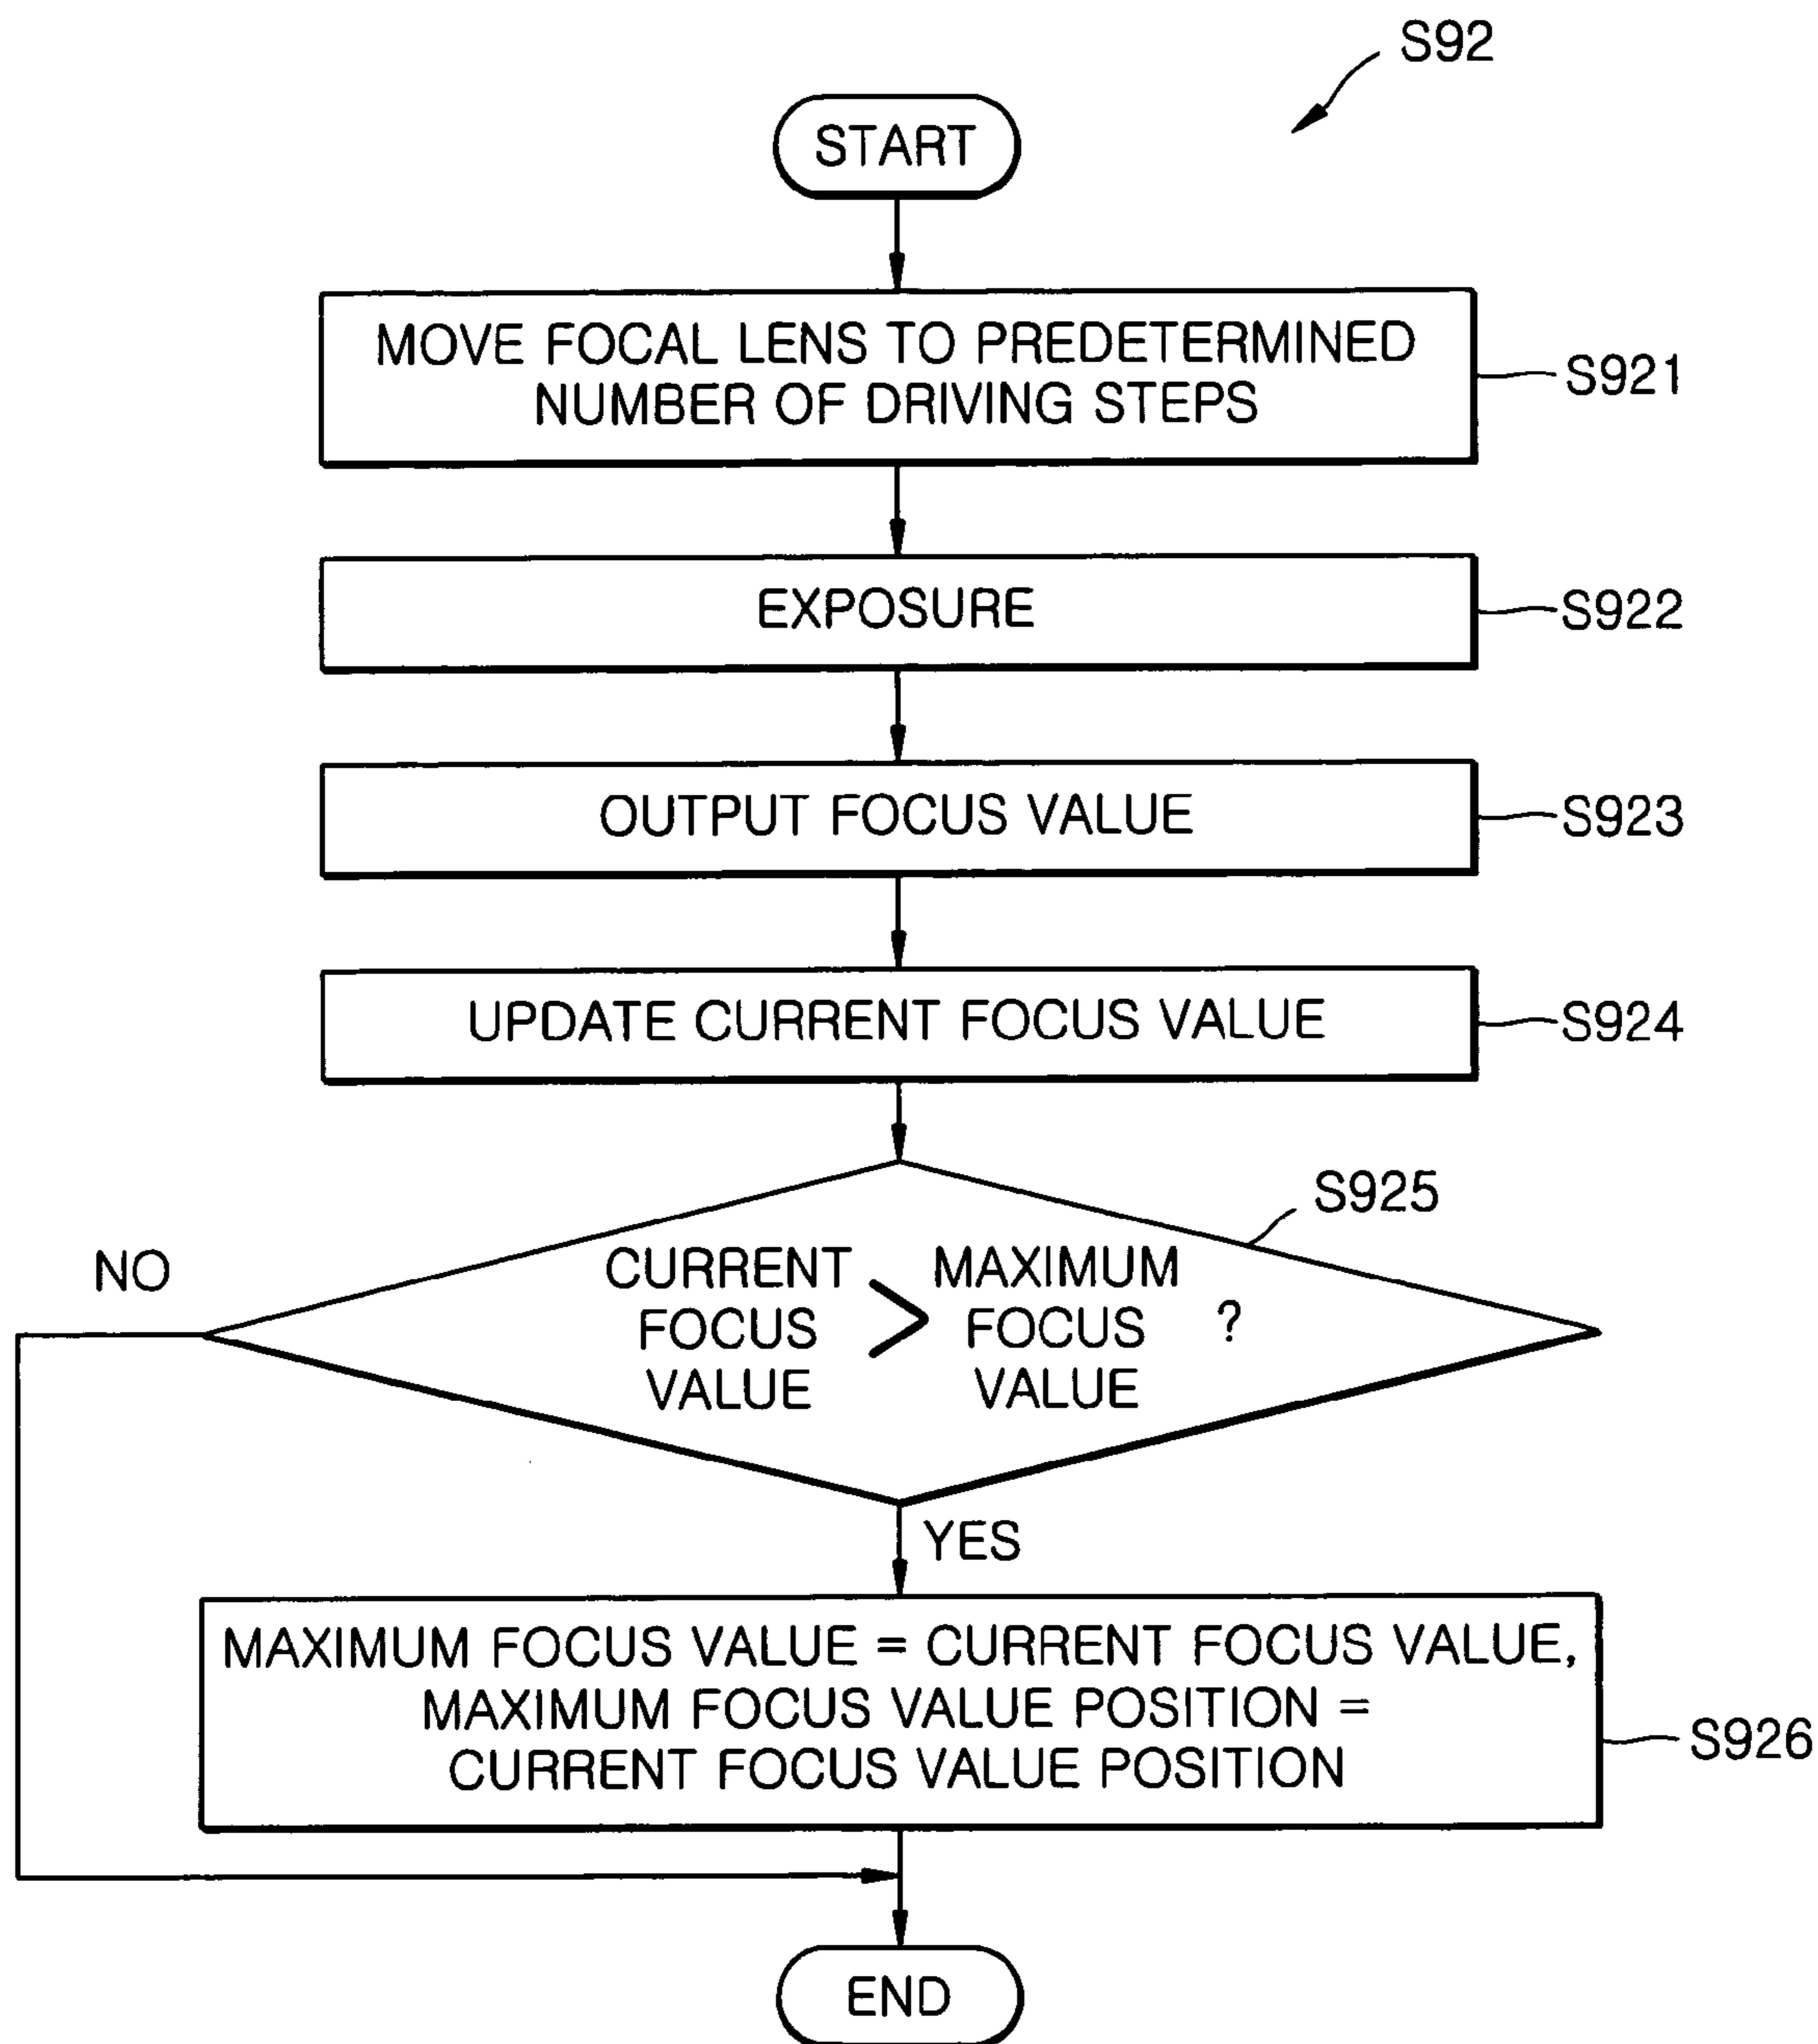 S92
START
MOVE FOCAL LENS TO PREDETERMINED
NUMBER OF DRIVING STEPS
S921
EXPOSURE
S922
OUTPUT FOCUS VALUE
S923
UPDATE CURRENT FOCUS VALUE
S924
S925
NO
CURRENT
FOCUS
VALUE
>
MAXIMUM
FOCUS
VALUE
?
YES
MAXIMUM FOCUS VALUE = CURRENT FOCUS VALUE,
MAXIMUM FOCUS VALUE POSITION =
CURRENT FOCUS VALUE POSITION
S926
END